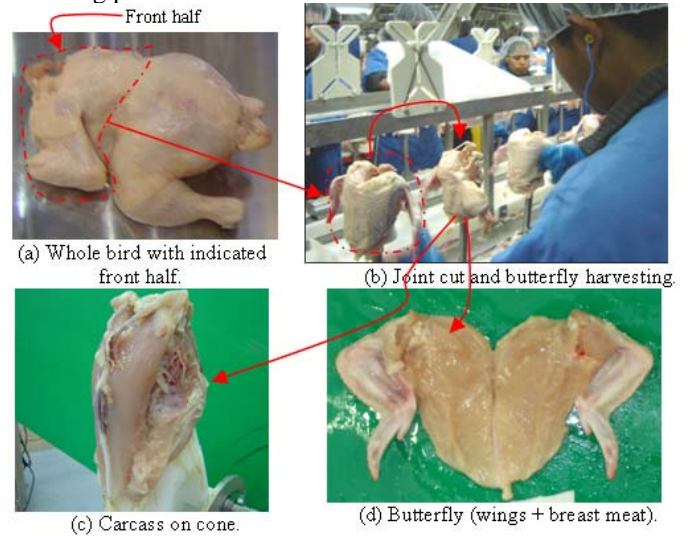 Front half
(a) Whole bird with indicated
front half.
(b) Joint cut and butterfly harvesting.
(c) Carcass on cone.
(d) Butterfly (wings + breast meat).